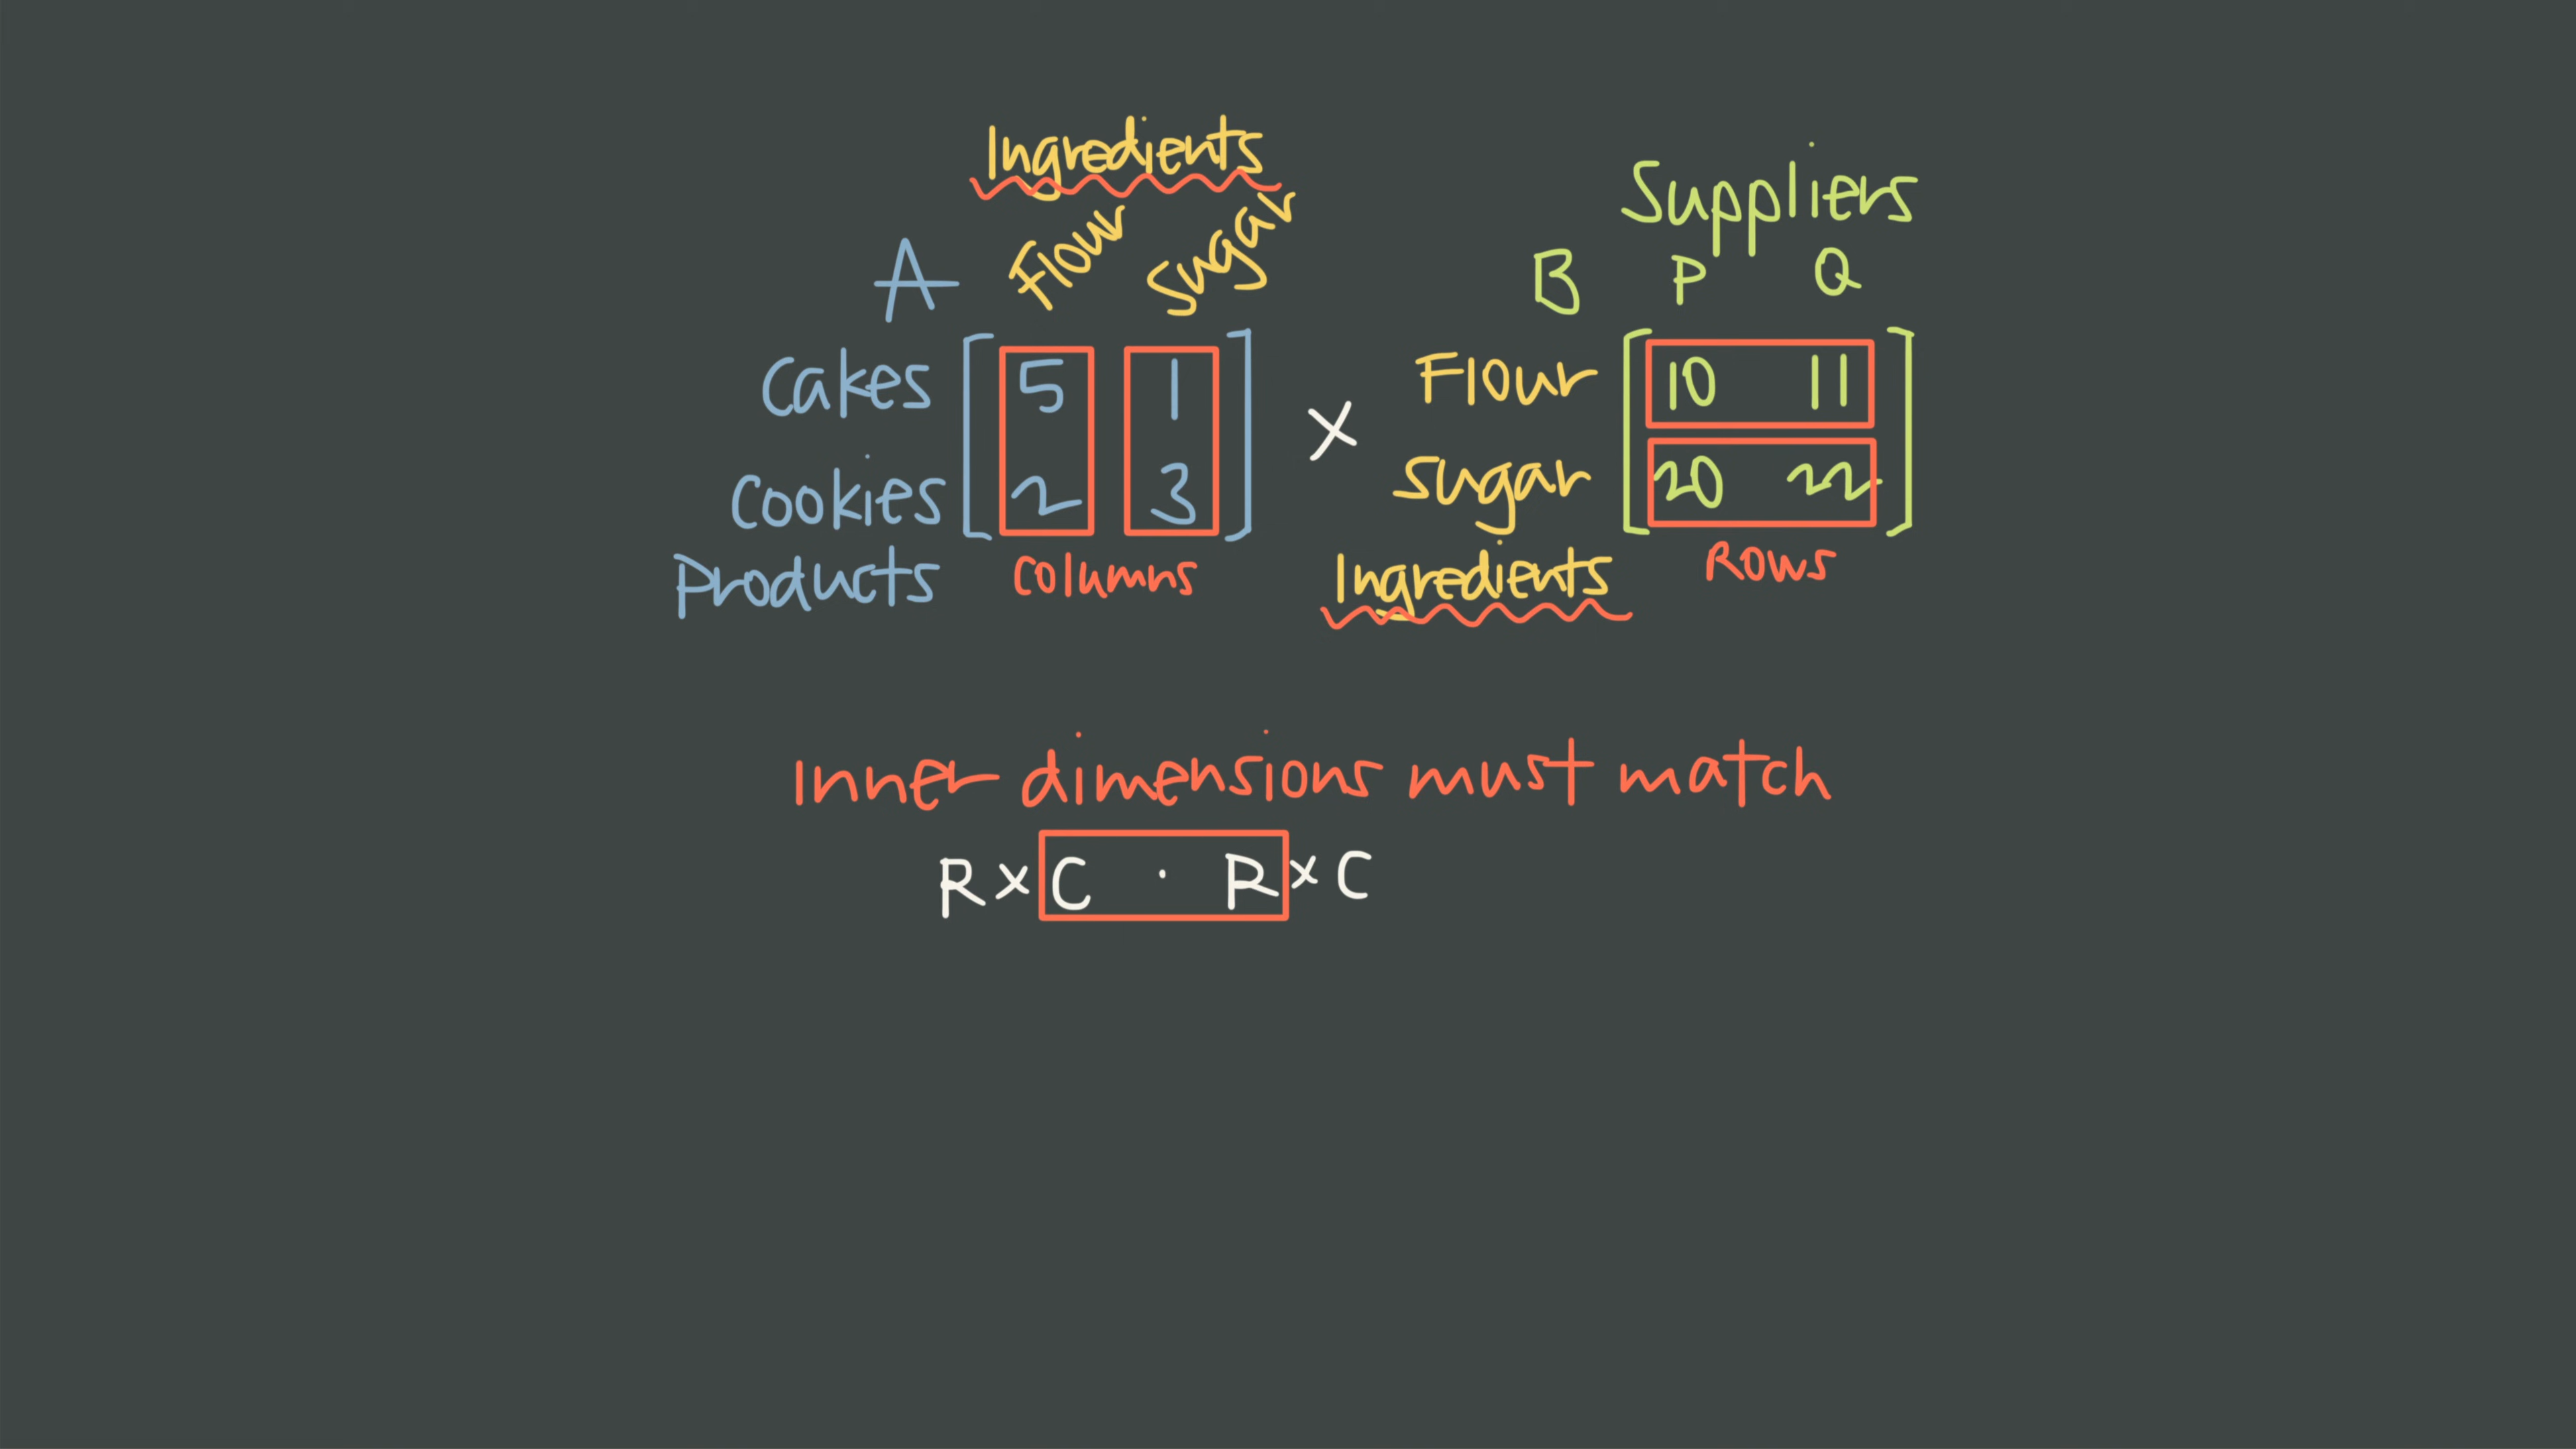 Ingredients
Suppliers
A Flour Sugar
B P Q
Cakes 5 1
x
Flour 10 11
Cookies 2 3
Sugar 20 22
Products Columns
Ingredients Rows
Inner dimensions must match
R x C · R x C